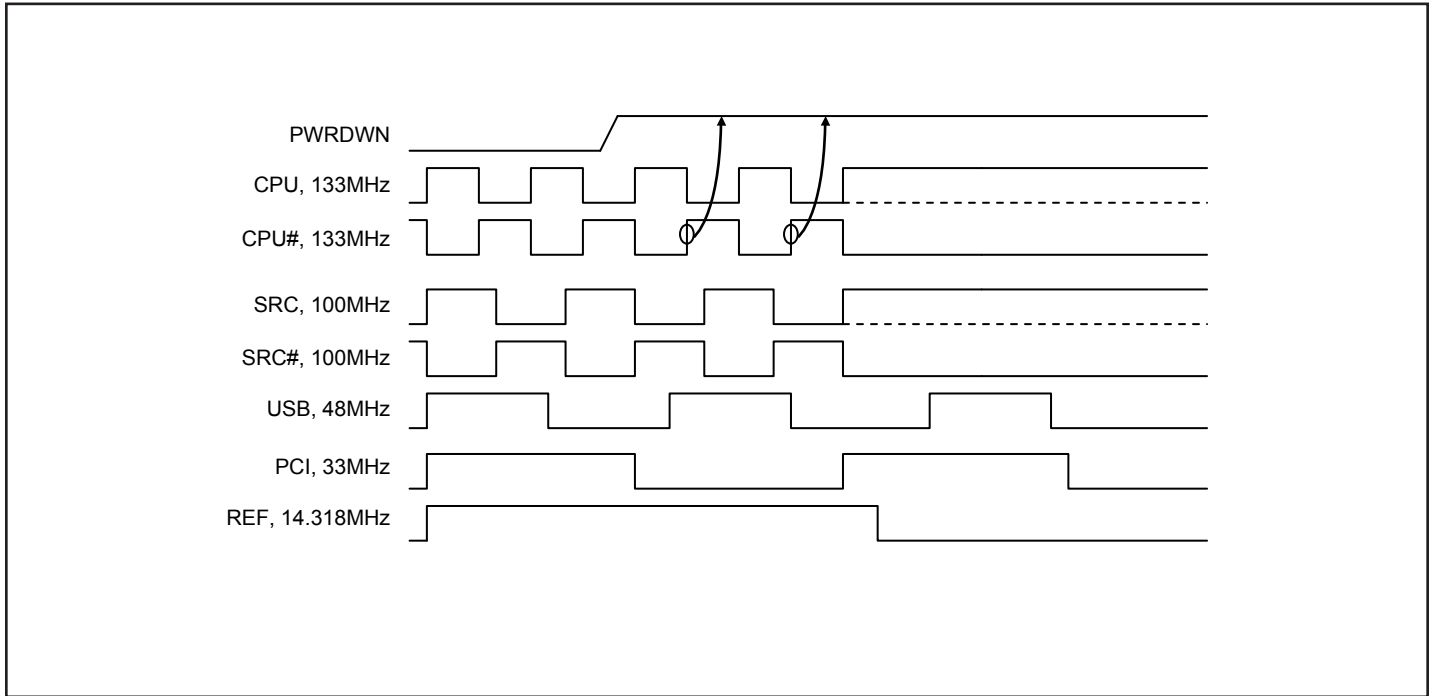 PWRDWN
CPU, 133MHz
CPU#, 133MHz
SRC, 100MHz
SRC#, 100MHz
USB, 48MHz
PCI, 33MHz
REF, 14.318MHz